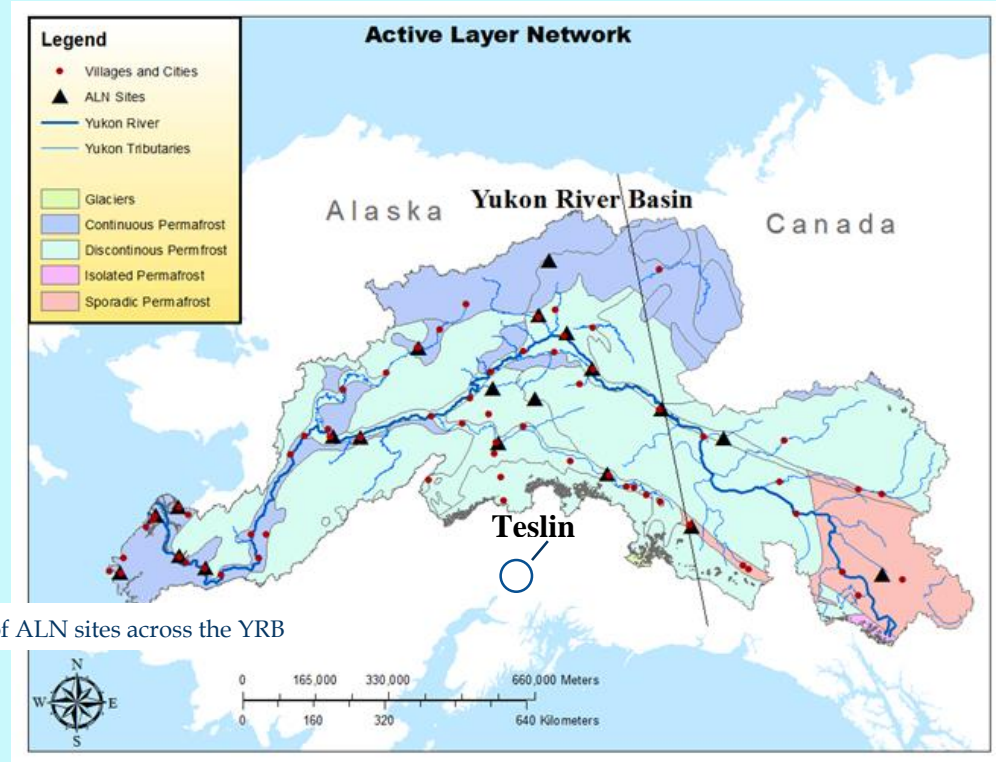 Active Layer Network
Legend
Villages and Cities
ALN Sites
Yukon River
Yukon Tributaries
Glaciers
Continuous Permafrost
Discontinous Permfrost
Isolated Permafrost
Sporadic Permafrost
Alaska
Yukon River Basin
Canada
Teslin
of ALN sites across the YRB
N
W
E
S
0 165,000 330,000 660,000 Meters
0 160 320 640 Kilometers